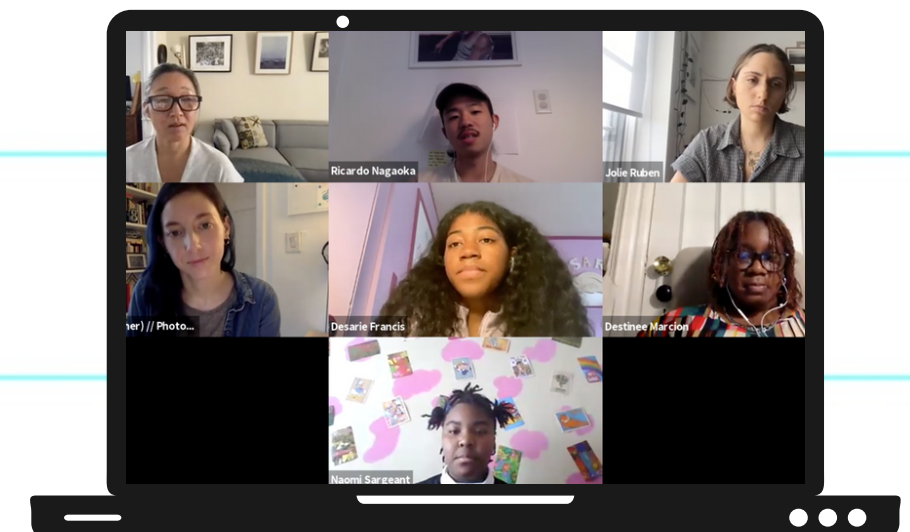 Ricardo Nagaoka
Jolie Ruben
ner) // Photo...
Desarie Francis
Destinee Marcion
Naomi Sargeant